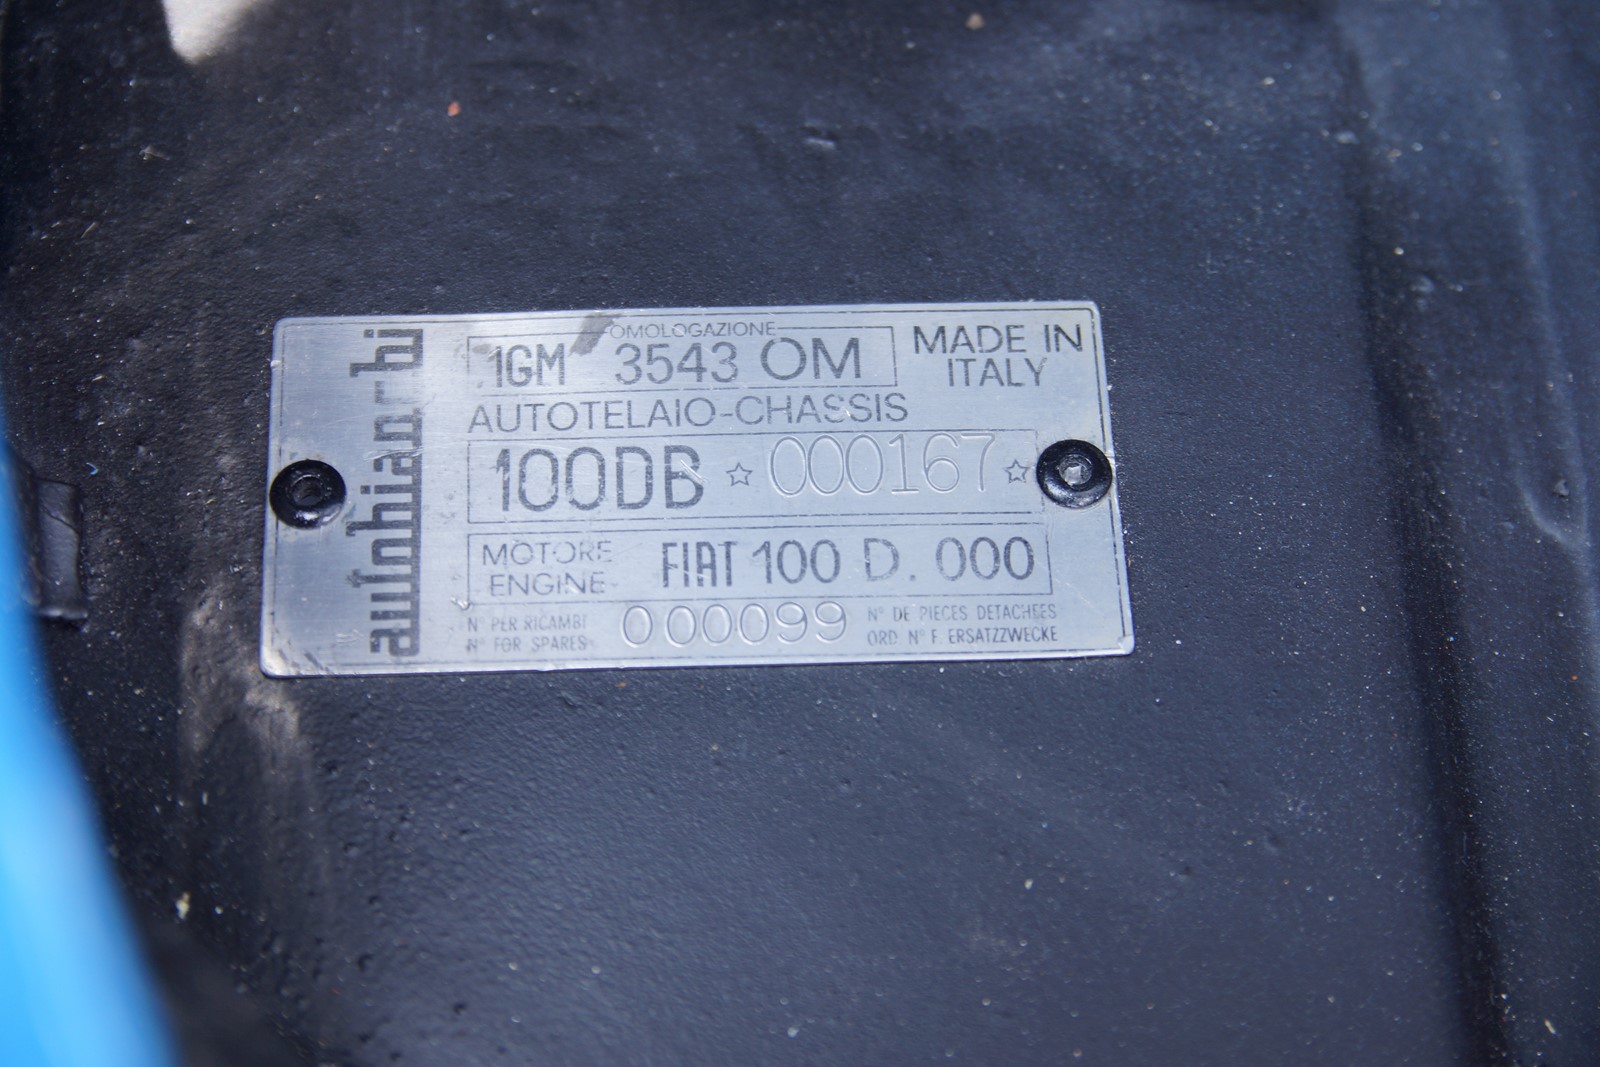 autobianchi
OMOLOGAZIONE
1GM 3543 OM
MADE IN
ITALY
AUTOTELAIO-CHASSIS
100DB ☆ 000167 ☆
MOTORE
ENGINE
FIAT 100 D. 000
N° PER RICAMBI
N° FOR SPARES
000099
N° DE PIECES DETACHEES
ORD. N° F. ERSATZZWECKE